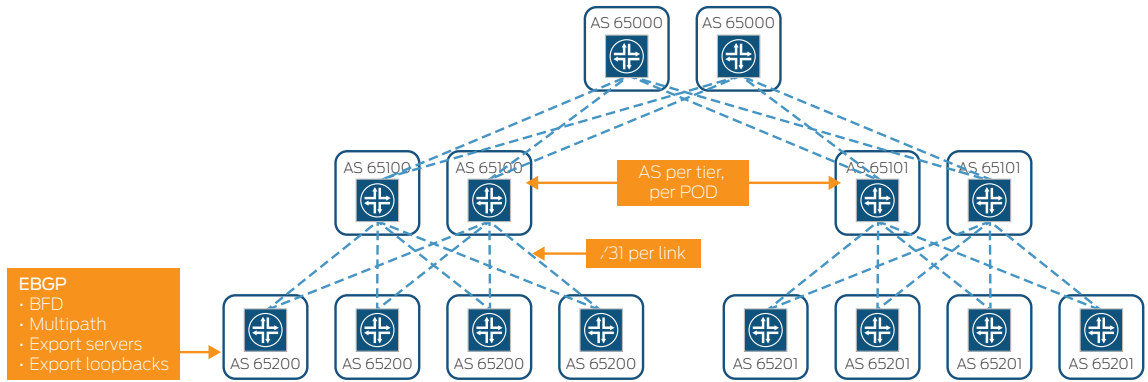 AS 65000
AS 65000
AS 65100
AS 65100
AS per tier,
per POD
AS 65101
AS 65101
/31 per link
EBGP
· BFD
· Multipath
· Export servers
· Export loopbacks
AS 65200
AS 65200
AS 65200
AS 65200
AS 65201
AS 65201
AS 65201
AS 65201